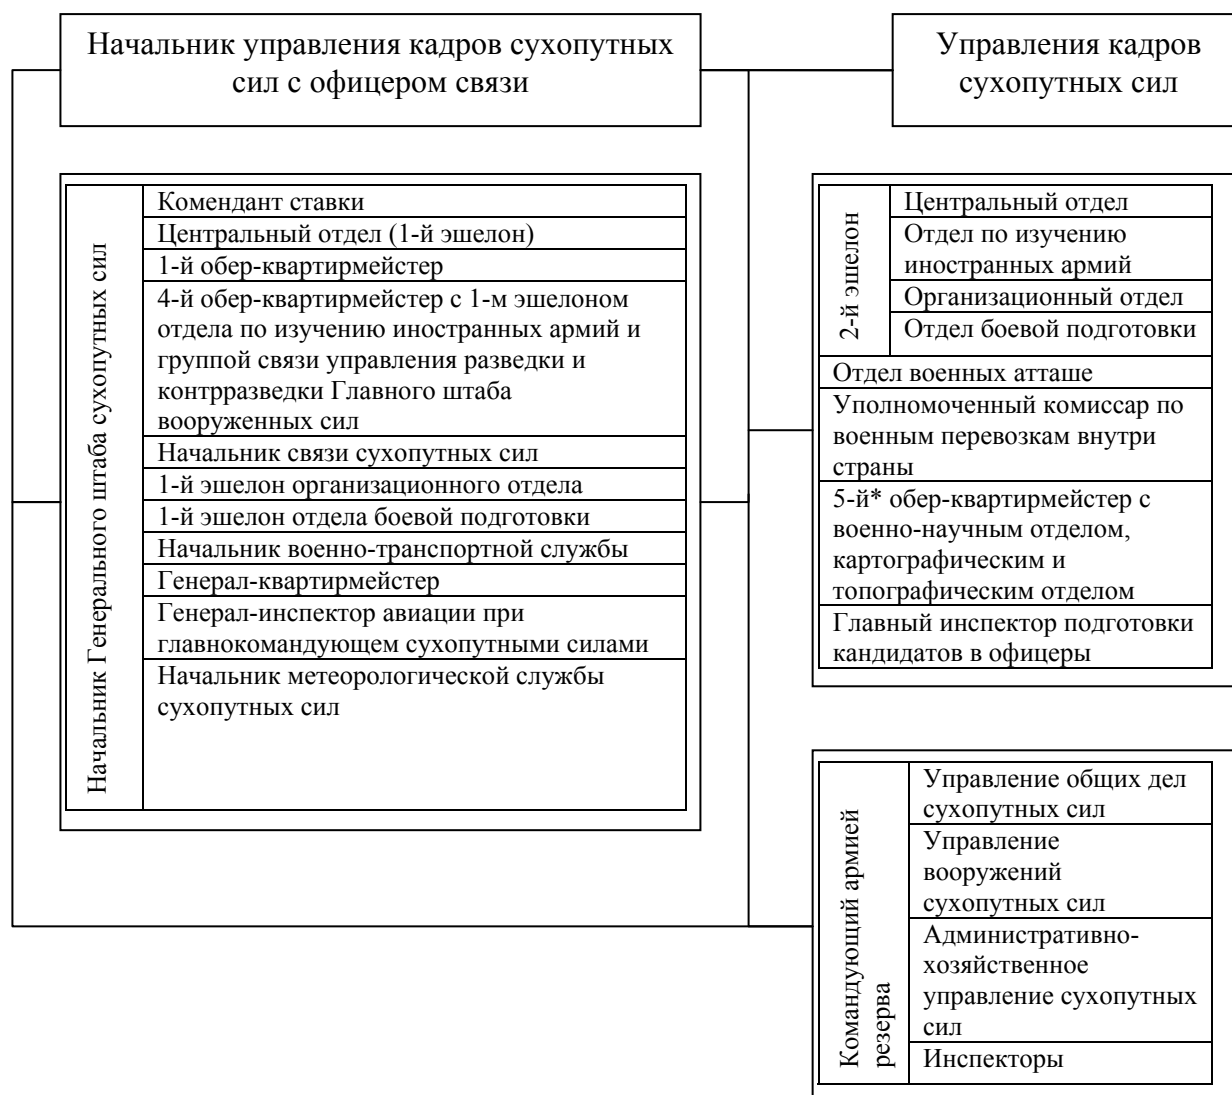 Начальник управления кадров сухопутных
сил с офицером связи
Управления кадров
сухопутных сил
Начальник Генерального штаба сухопутных сил
Комендант ставки
Центральный отдел (1-й эшелон)
1-й обер-квартирмейстер
4-й обер-квартирмейстер с 1-м эшелоном
отдела по изучению иностранных армий и
группой связи управления разведки и
контрразведки Главного штаба
вооруженных сил
Начальник связи сухопутных сил
1-й эшелон организационного отдела
1-й эшелон отдела боевой подготовки
Начальник военно-транспортной службы
Генерал-квартирмейстер
Генерал-инспектор авиации при
главнокомандующем сухопутными силами
Начальник метеорологической службы
сухопутных сил
2-й эшелон
Центральный отдел
Отдел по изучению
иностранных армий
Организационный отдел
Отдел боевой подготовки
Отдел военных атташе
Уполномоченный комиссар по
военным перевозкам внутри
страны
5-й* обер-квартирмейстер с
военно-научным отделом,
картографическим и
топографическим отделом
Главный инспектор подготовки
кандидатов в офицеры
Командующий армией
резерва
Управление общих дел
сухопутных сил
Управление
вооружений
сухопутных сил
Административно-
хозяйственное
управление сухопутных
сил
Инспекторы